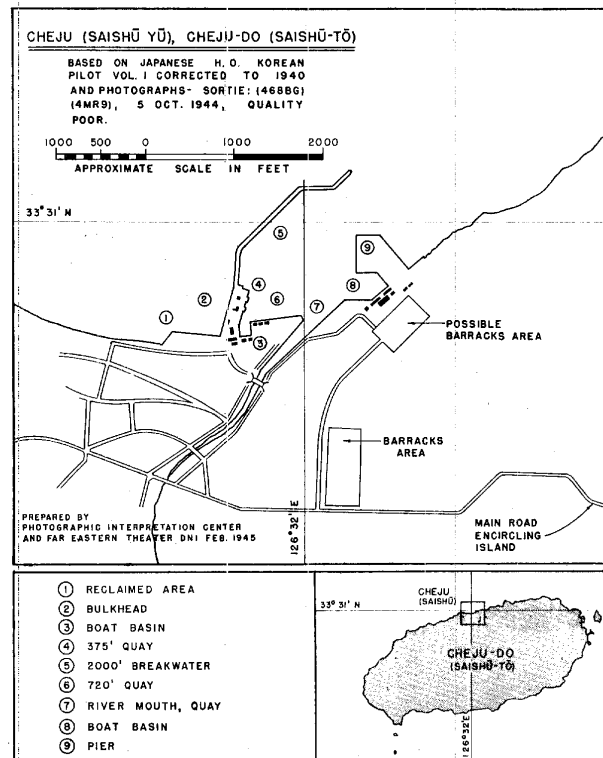 CHEJU (SAISHŪ YŪ), CHEJU-DO (SAISHŪ-TŌ)
BASED ON JAPANESE H. O. KOREAN
PILOT VOL. I CORRECTED TO 1940
AND PHOTOGRAPHS- SORTIE: (468BG)
(4MR9), 5 OCT. 1944, QUALITY
POOR.
1000 500 0 1000 2000
APPROXIMATE SCALE IN FEET
33° 31' N
5
9
4
2
6
8
7
1
3
POSSIBLE
BARRACKS AREA
BARRACKS
AREA
126° 32' E
MAIN ROAD
ENCIRCLING
ISLAND
PREPARED BY
PHOTOGRAPHIC INTERPRETATION CENTER
AND FAR EASTERN THEATER DNI FEB. 1945
1 RECLAIMED AREA
2 BULKHEAD
3 BOAT BASIN
4 375' QUAY
5 2000' BREAKWATER
6 720' QUAY
7 RIVER MOUTH, QUAY
8 BOAT BASIN
9 PIER
CHEJU
(SAISHŪ)
33° 31' N
CHEJU-DO
(SAISHŪ-TŌ)
126° 32' E